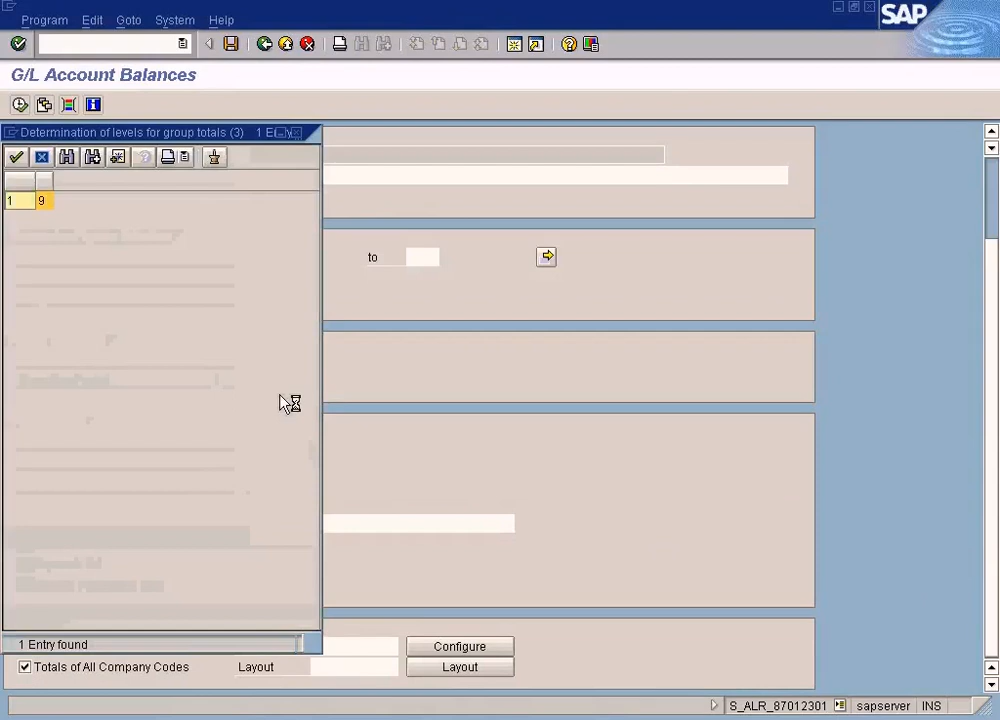 Program Edit Goto System Help
SAP
G/L Account Balances
Determination of levels for group totals (3)
1
1 9
to
1 Entry found
Configure
Totals of All Company Codes Layout Layout
S_ALR_87012301 sapserver INS